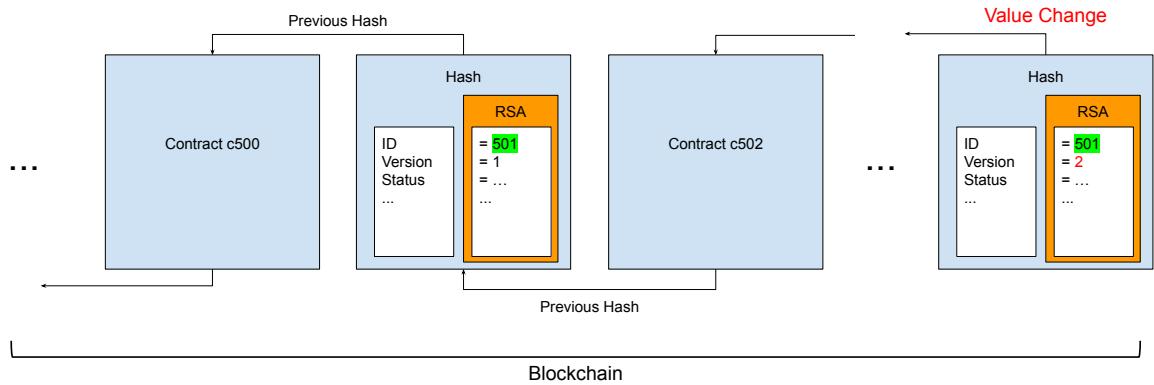 Previous Hash
Value Change
Contract c500
Hash
RSA
ID = 501
Version = 1
Status = ...
... ...
Contract c502
Hash
RSA
ID = 501
Version = 2
Status = ...
... ...
...
...
Previous Hash
Blockchain